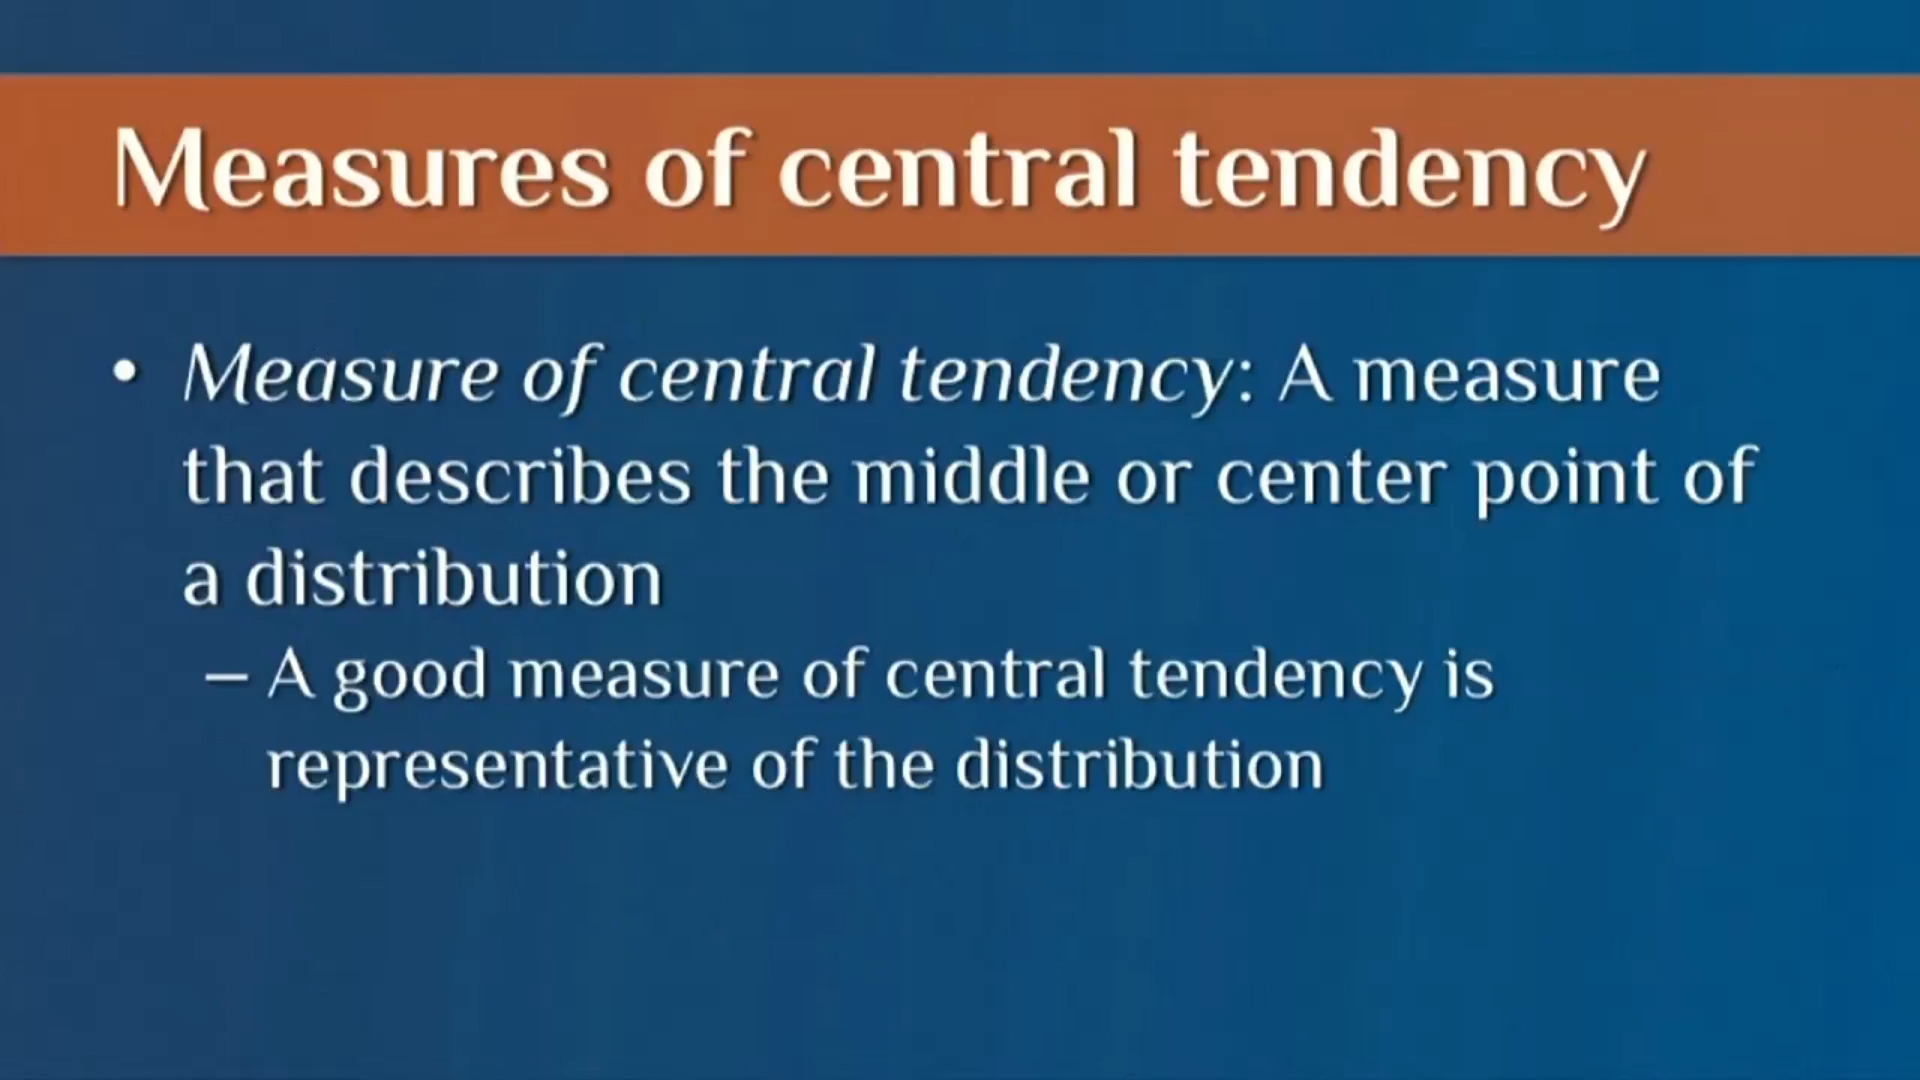 Measures of central tendency
• Measure of central tendency: A measure
that describes the middle or center point of
a distribution
– A good measure of central tendency is
representative of the distribution